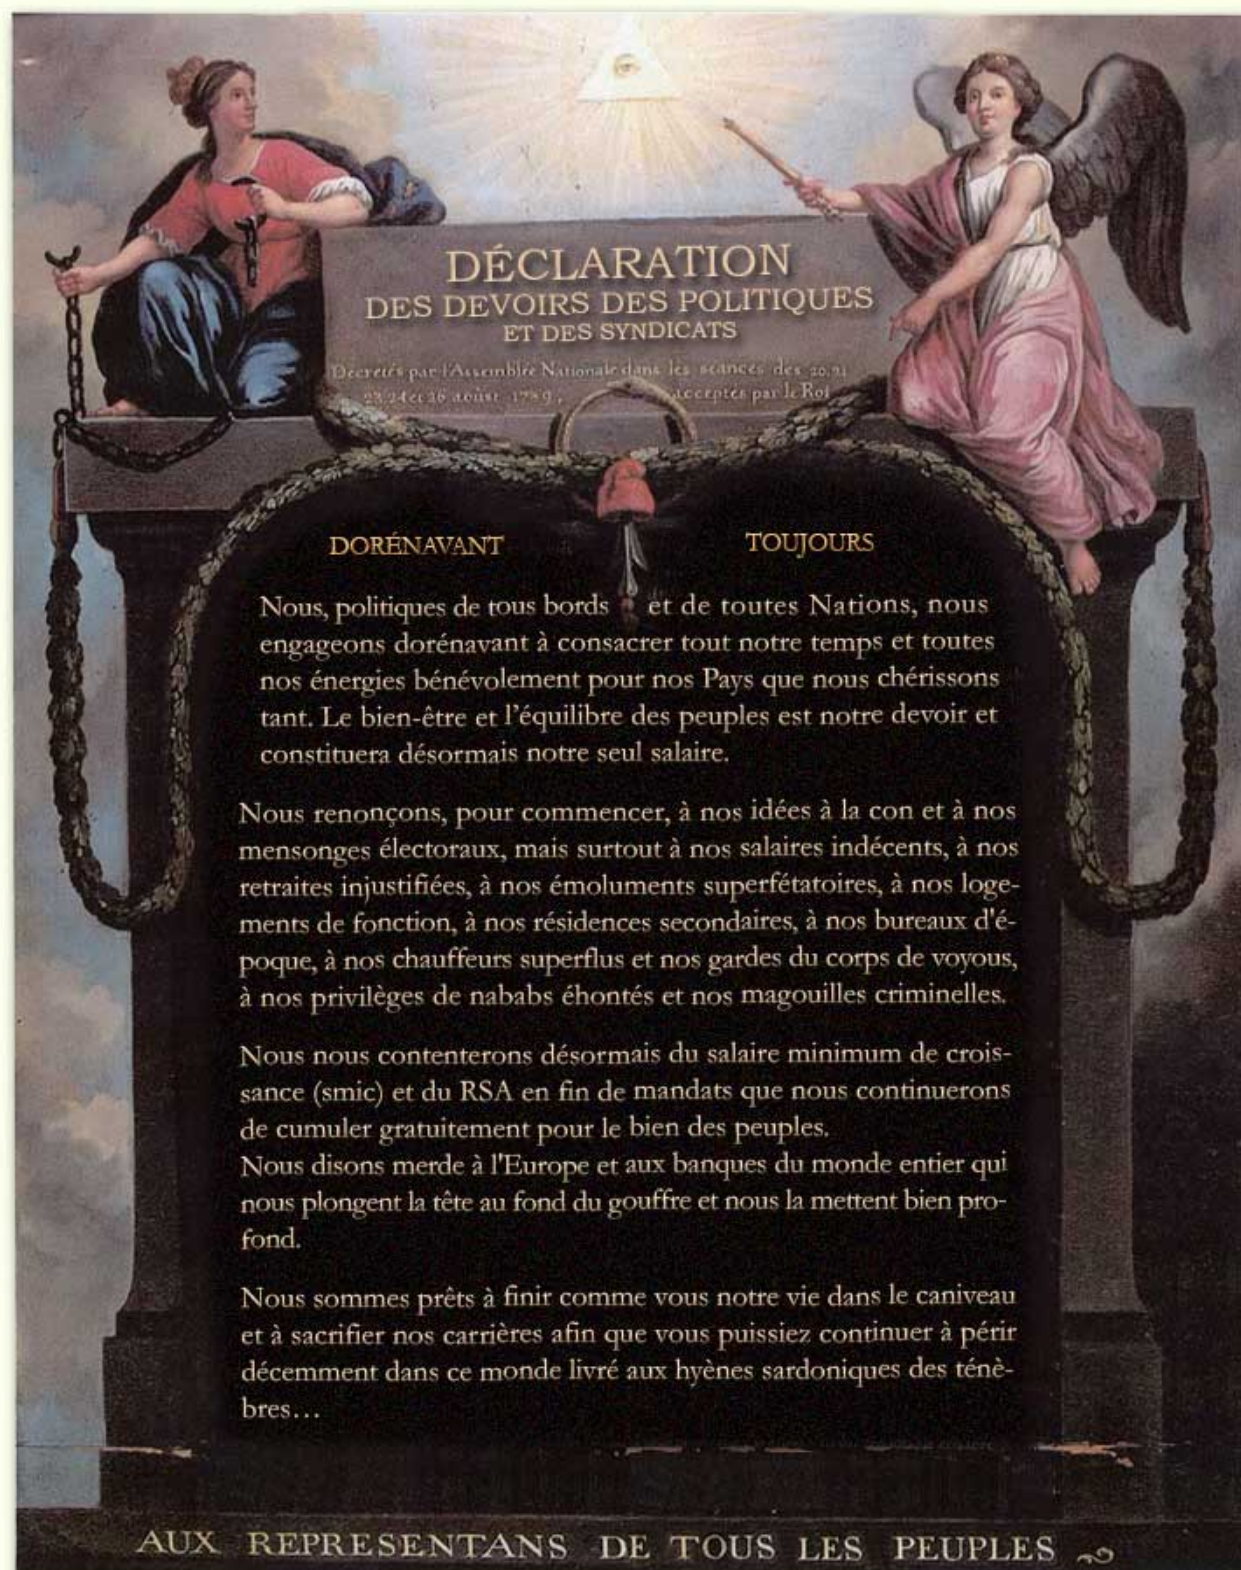 DÉCLARATION
DES DEVOIRS DES POLITIQUES
ET DES SYNDICATS
Décretés par l'Assemblée Nationale dans les séances des 20.21
23.24 et 26 aoûst 1789, acceptés par le Roi
DORÉNAVANT TOUJOURS
Nous, politiques de tous bords et de toutes Nations, nous
engageons dorénavant à consacrer tout notre temps et toutes
nos énergies bénévolement pour nos Pays que nous chérissons
tant. Le bien-être et l'équilibre des peuples est notre devoir et
constituera désormais notre seul salaire.
Nous renonçons, pour commencer, à nos idées à la con et à nos
mensonges électoraux, mais surtout à nos salaires indécents, à nos
retraites injustifiées, à nos émoluments superfétatoires, à nos loge-
ments de fonction, à nos résidences secondaires, à nos bureaux d'é-
poque, à nos chauffeurs superflus et nos gardes du corps de voyous,
à nos privilèges de nababs éhontés et nos magouilles criminelles.
Nous nous contenterons désormais du salaire minimum de crois-
sance (smic) et du RSA en fin de mandats que nous continuerons
de cumuler gratuitement pour le bien des peuples.
Nous disons merde à l'Europe et aux banques du monde entier qui
nous plongent la tête au fond du gouffre et nous la mettent bien pro-
fond.
Nous sommes prêts à finir comme vous notre vie dans le caniveau
et à sacrifier nos carrières afin que vous puissiez continuer à périr
décemment dans ce monde livré aux hyènes sardoniques des ténè-
bres…
AUX REPRESENTANS DE TOUS LES PEUPLES